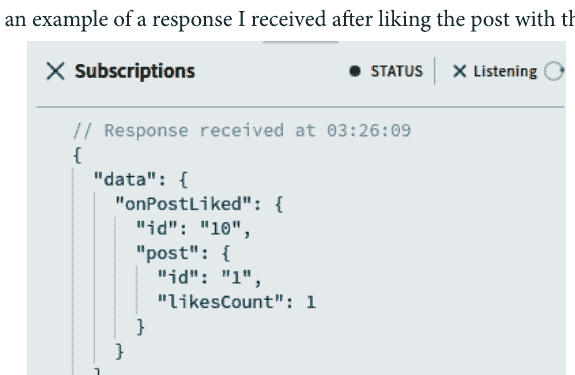 an example of a response I received after liking the post with
Subscriptions STATUS Listening
// Response received at 03:26:09
{
"data": {
"onPostLiked": {
"id": "10",
"post": {
"id": "1",
"likesCount": 1
}
}
}